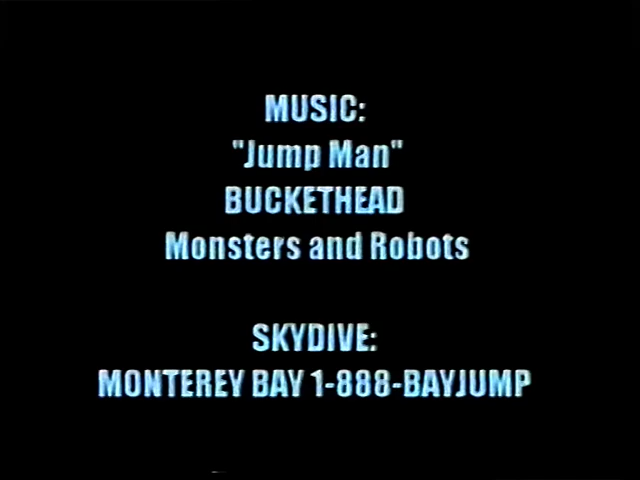 MUSIC:
"Jump Man"
BUCKETHEAD
Monsters and Robots
SKYDIVE:
MONTEREY BAY 1-888-BAYJUMP